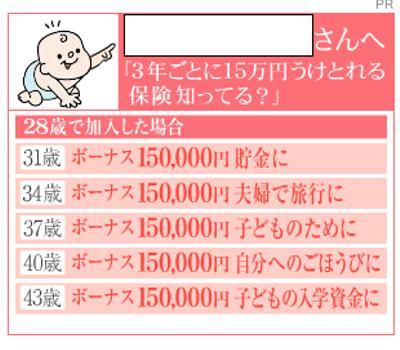 PR
さんへ
「3年ごとに15万円うけとれる
保険知ってる？」
28歳で加入した場合
31歳 ボーナス150,000円 貯金に
34歳 ボーナス150,000円 夫婦で旅行に
37歳 ボーナス150,000円 子どものために
40歳 ボーナス150,000円 自分へのごほうびに
43歳 ボーナス150,000円 子どもの入学資金に